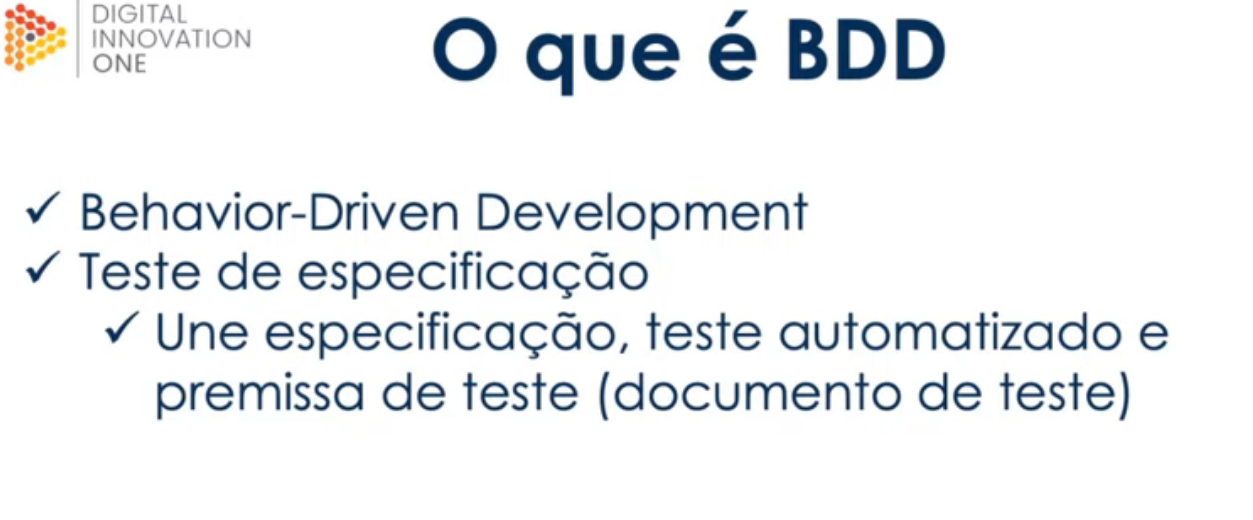 DIGITAL
INNOVATION
ONE
O que é BDD
✓ Behavior-Driven Development
✓ Teste de especificação
✓ Une especificação, teste automatizado e
premissa de teste (documento de teste)